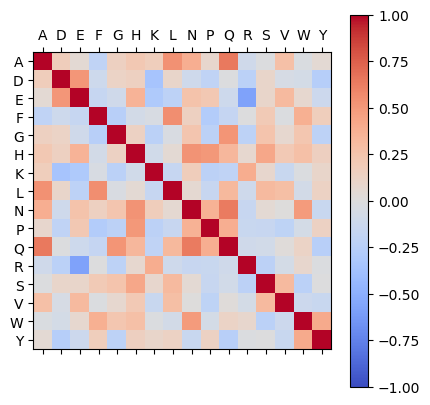 A D E F G H K L N P Q R S V W Y
A
D
E
F
G
H
K
L
N
P
Q
R
S
V
W
Y
1.00
0.75
0.50
0.25
0.00
−0.25
−0.50
−0.75
−1.00